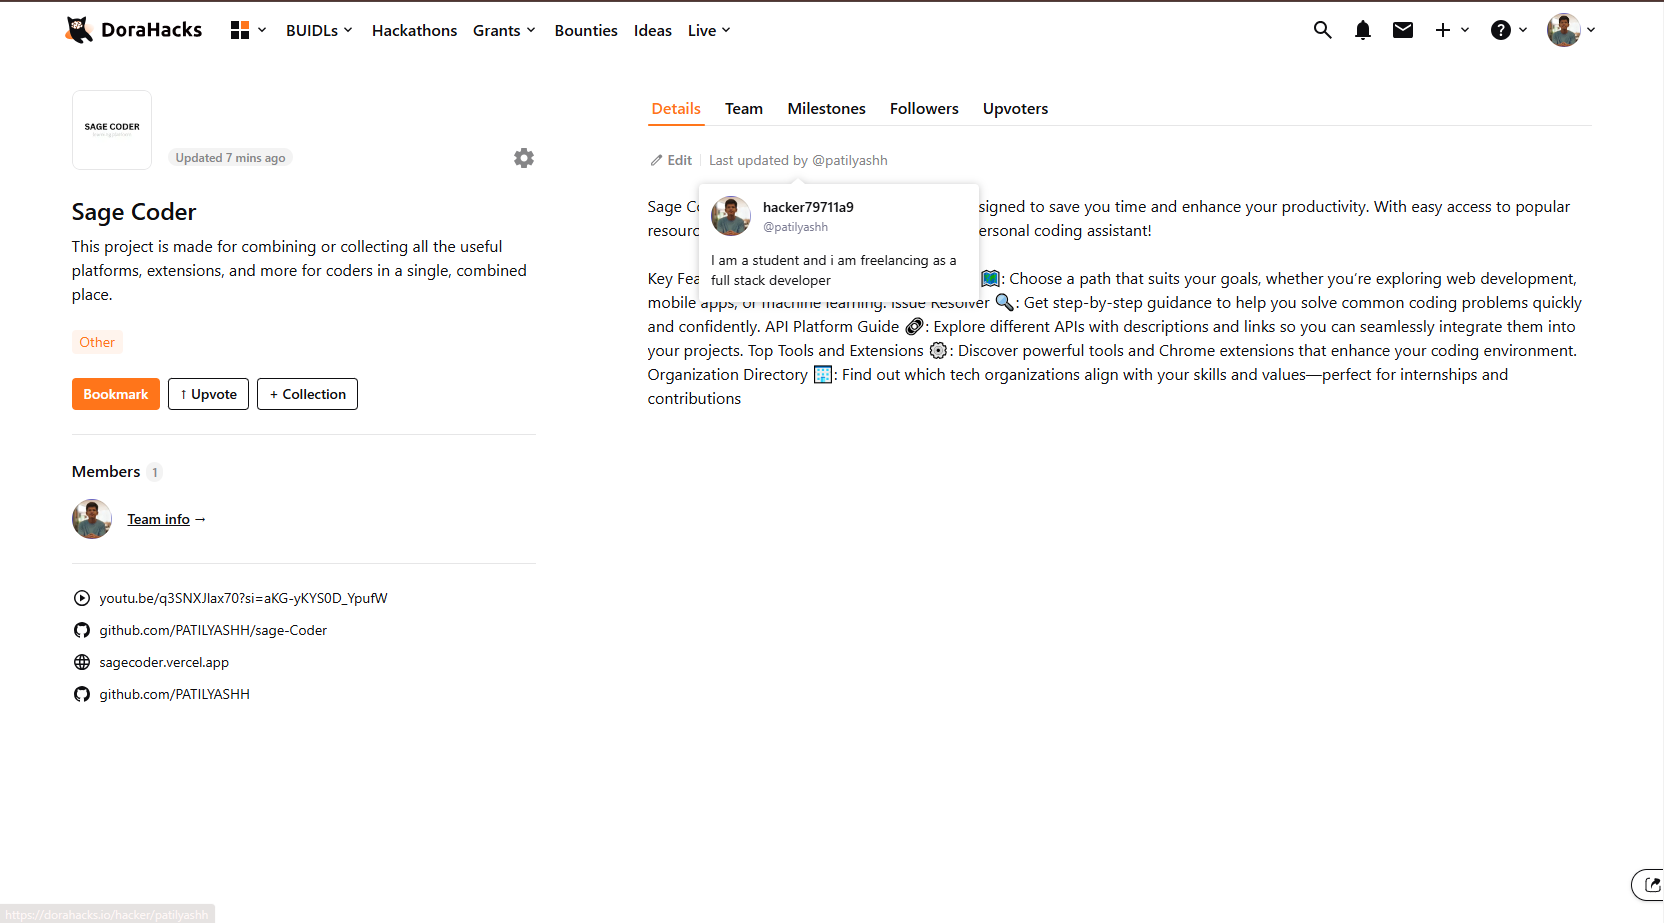 DoraHacks
BUIDLs
Hackathons
Grants
Bounties
Ideas
Live
SAGE CODER
Updated 7 mins ago
Sage Coder
This project is made for combining or collecting all the useful
platforms, extensions, and more for coders in a single, combined
place.
Other
Bookmark
↑ Upvote
+ Collection
Members 1
Team info →
youtu.be/q3SNXJIax70?si=aKG-yKYS0D_YpufW
github.com/PATILYASHH/sage-Coder
sagecoder.vercel.app
github.com/PATILYASHH
Details
Team
Milestones
Followers
Upvoters
Edit
Last updated by @patilyashh
hacker79711a9
@patilyashh
I am a student and i am freelancing as a
full stack developer
Sage signed to save you time and enhance your productivity. With easy access to popular
ersonal coding assistant!
Key : Choose a path that suits your goals, whether you’re exploring web development,
mobile apps, or machine learning. Issue Resolver 🔍: Get step-by-step guidance to help you solve common coding problems quickly
and confidently. API Platform Guide 🔗: Explore different APIs with descriptions and links so you can seamlessly integrate them into
your projects. Top Tools and Extensions ⚙️: Discover powerful tools and Chrome extensions that enhance your coding environment.
Organization Directory 🏢: Find out which tech organizations align with your skills and values—perfect for internships and
contributions
https://dorahacks.io/hacker/patilyashh